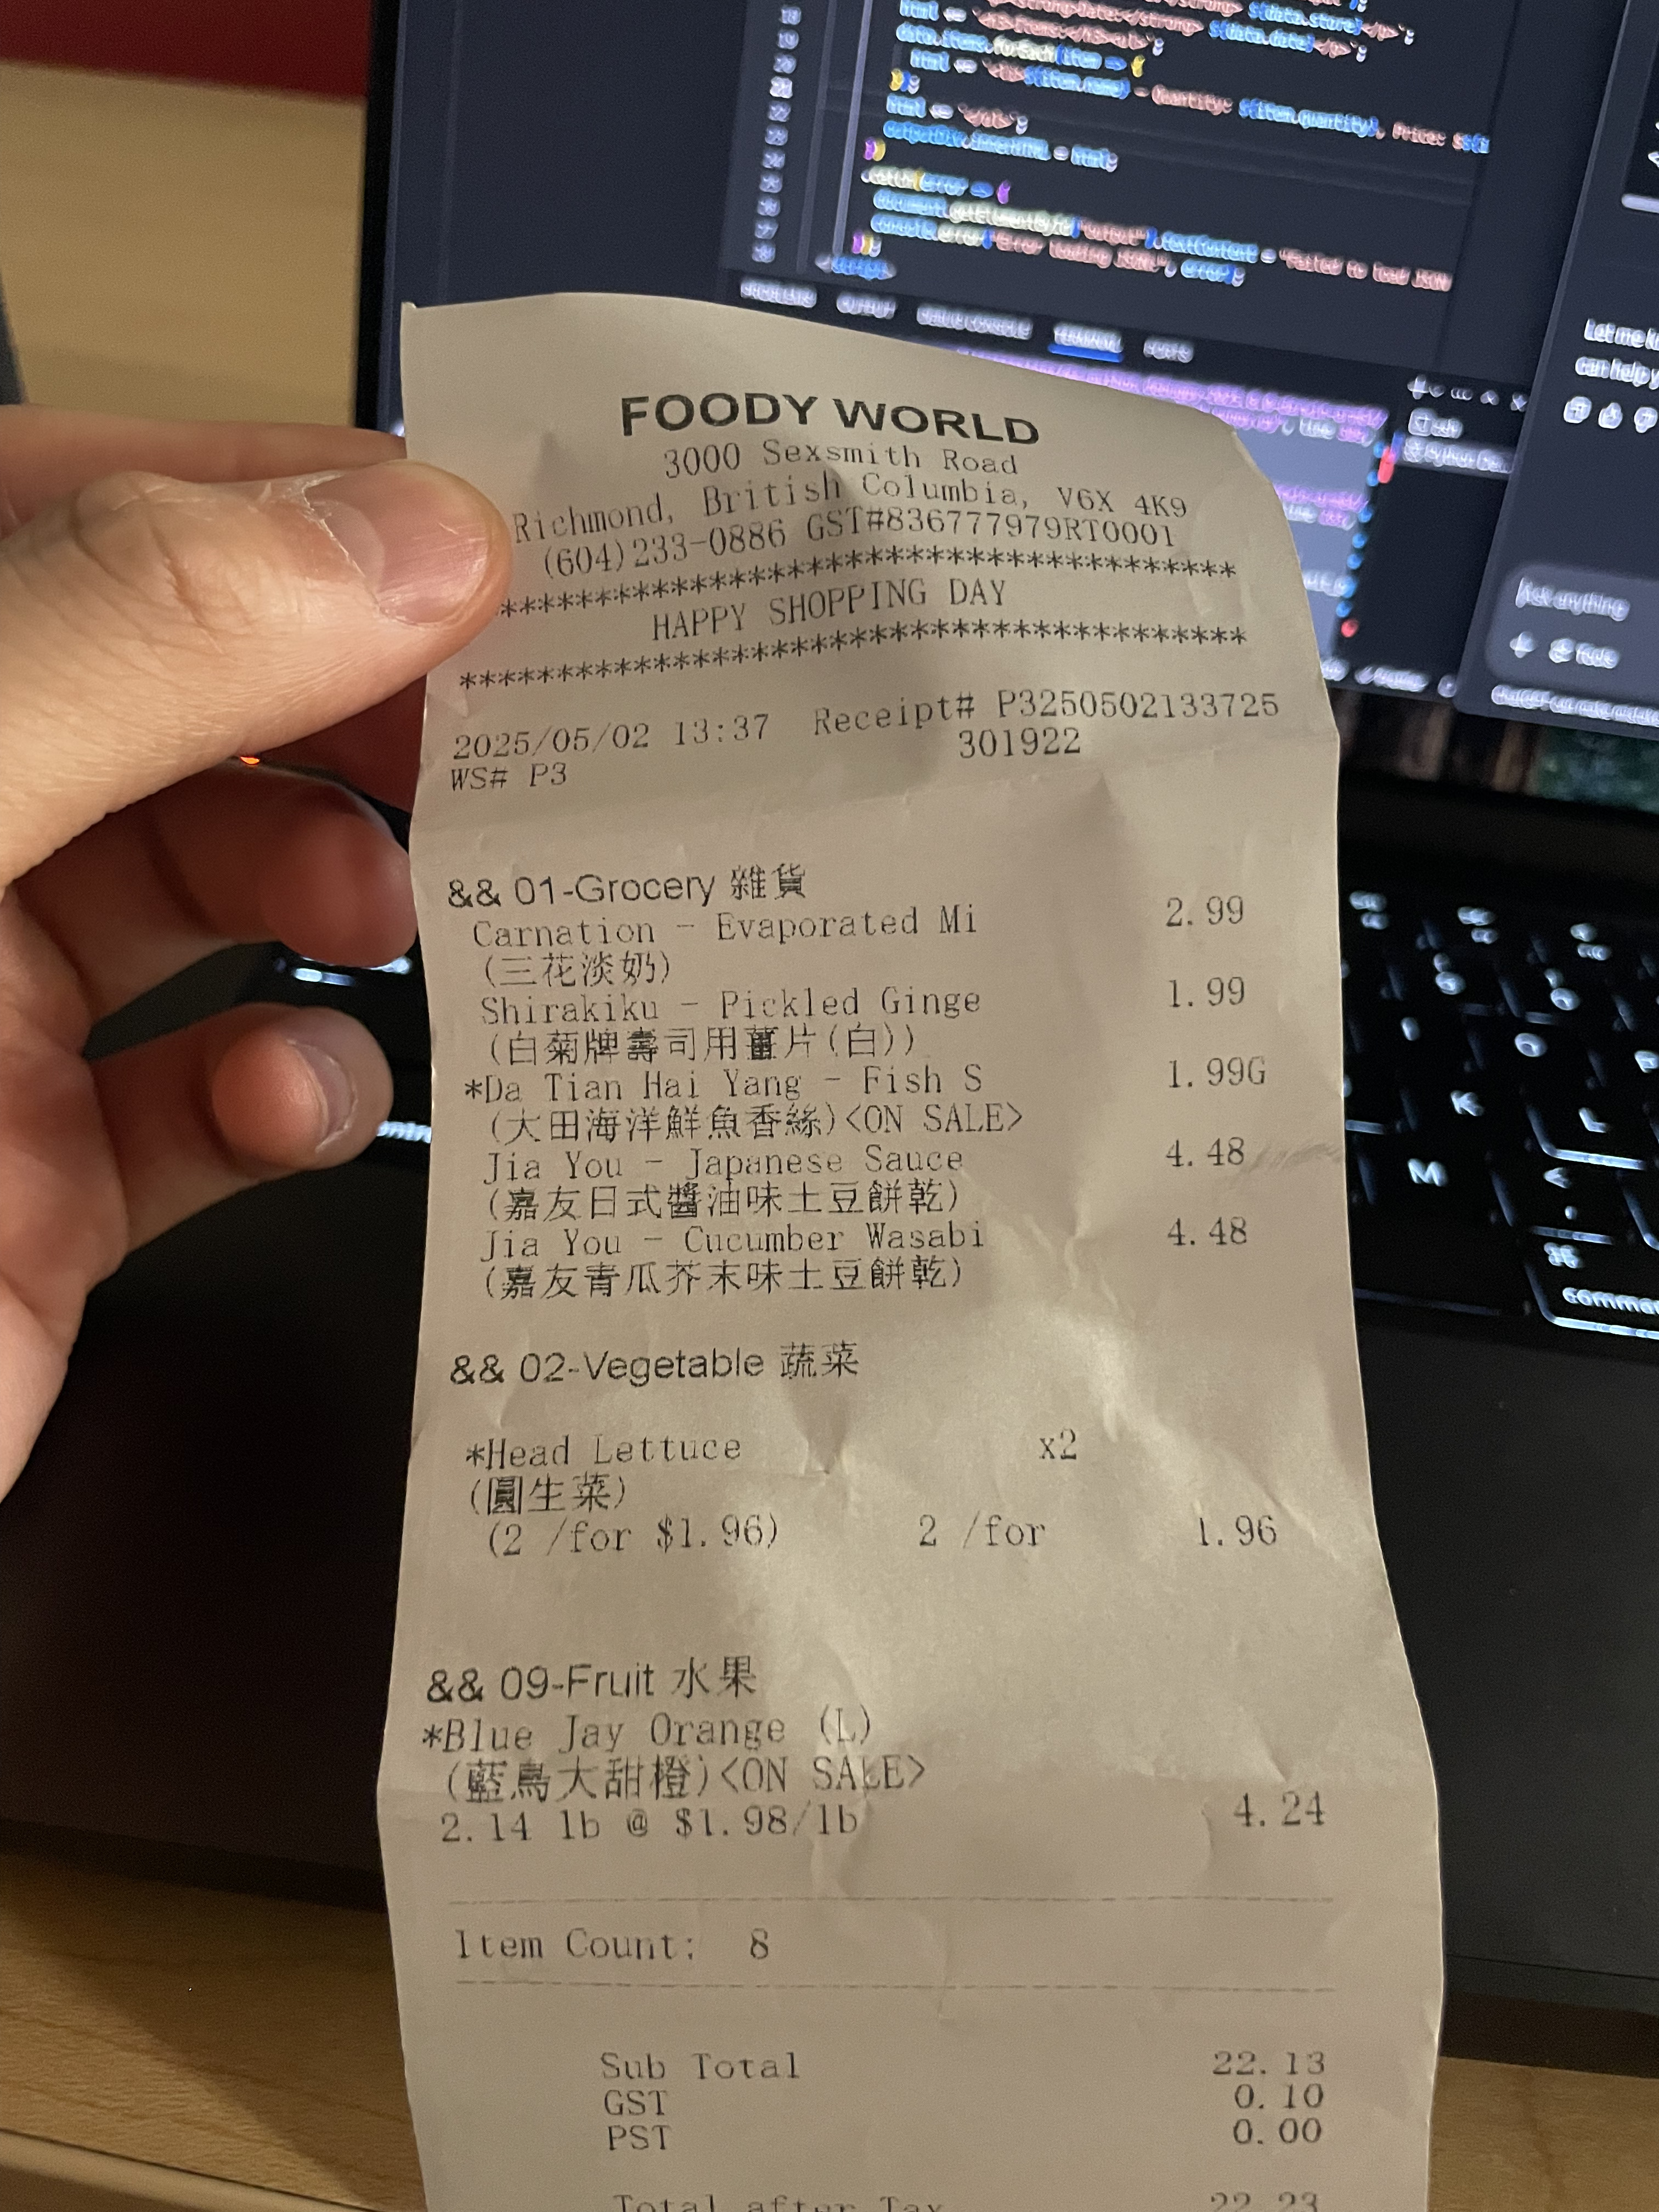 FOODY WORLD
3000 Sexsmith Road
Richmond, British Columbia, V6X 4K9
(604)233-0886 GST#836777979RT0001
HAPPY SHOPPING DAY
2025/05/02 13:37 Receipt# P3250502133725
WS# P3 301922
&& 01-Grocery 雜貨
Carnation - Evaporated Mi 2.99
(三花淡奶)
Shirakiku - Pickled Ginge 1.99
(白菊牌壽司用薑片(白))
*Da Tian Hai Yang - Fish S 1.99G
(大田海洋鮮魚香絲)<ON SALE>
Jia You - Japanese Sauce 4.48
(嘉友日式醬油味土豆餅乾)
Jia You - Cucumber Wasabi 4.48
(嘉友青瓜芥末味土豆餅乾)
&& 02-Vegetable 蔬菜
*Head Lettuce x2
(圓生菜)
(2 /for $1.96) 2 /for 1.96
&& 09-Fruit 水果
*Blue Jay Orange (L)
(藍鳥大甜橙)<ON SALE>
2.14 lb @ $1.98/lb 4.24
Item Count: 8
Sub Total 22.13
GST 0.10
PST 0.00
Total after Tax 22.23